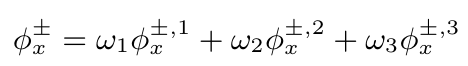 $\phi_x^{\pm} = \omega_1 \phi_x^{\pm,1} + \omega_2 \phi_x^{\pm,2} + \omega_3 \phi_x^{\pm,3}$